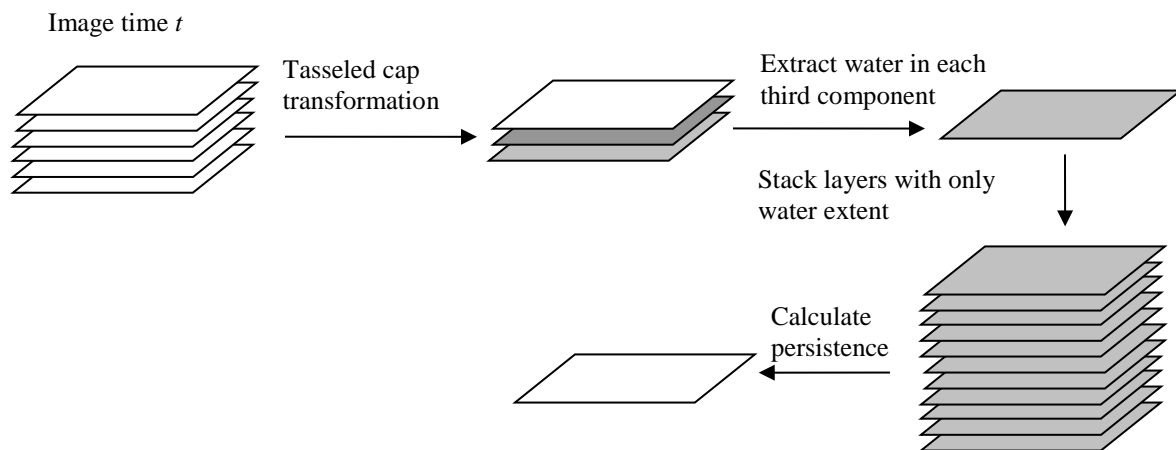 Image time t
Tasseled cap
transformation
Extract water in each
third component
Stack layers with only
water extent
Calculate
persistence